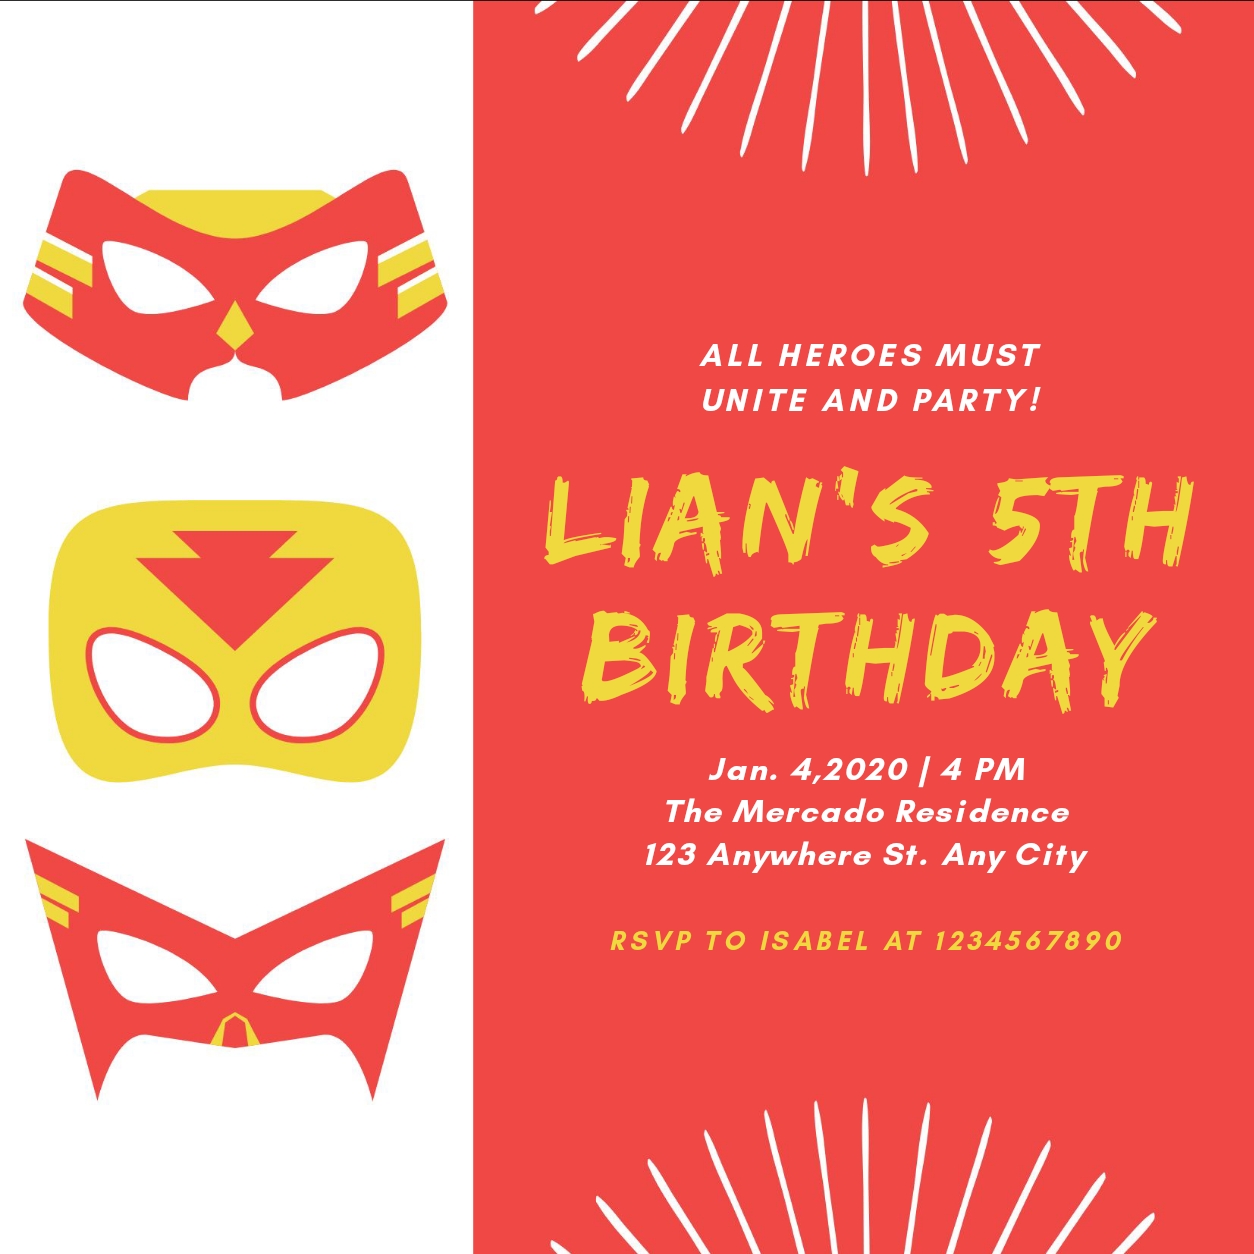 ALL HEROES MUST
UNITE AND PARTY!
LIAN'S 5TH
BIRTHDAY
Jan. 4,2020 | 4 PM
The Mercado Residence
123 Anywhere St. Any City
RSVP TO ISABEL AT 1234567890